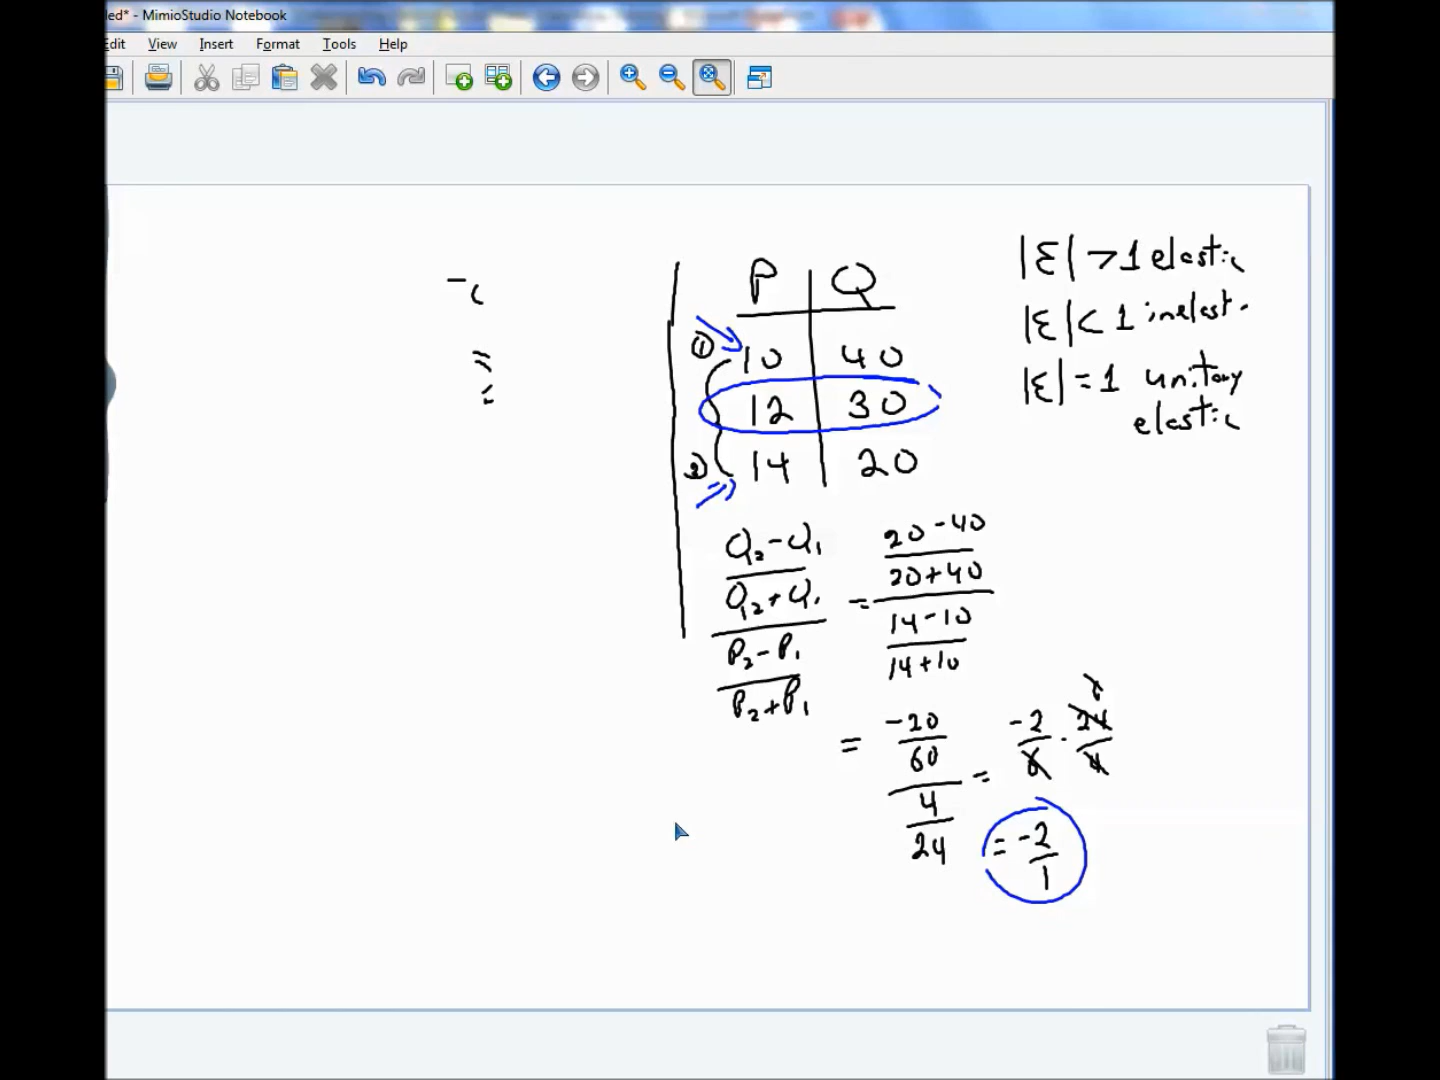 ed* - MimioStudio Notebook
Edit View Insert Format Tools Help
P Q
① 10 40
12 30
② 14 20
|Ɛ| > 1 elastic
|Ɛ| < 1 inelast.
|Ɛ| = 1 unitary
elastic
Q₂ - Q₁
Q₂ + Q₁
P₂ - P₁
P₂ + P₁
=
20 - 40
20 + 40
14 - 10
14 + 10
= -20
60
4
24
= -2 · 24
6 4
= -2
1